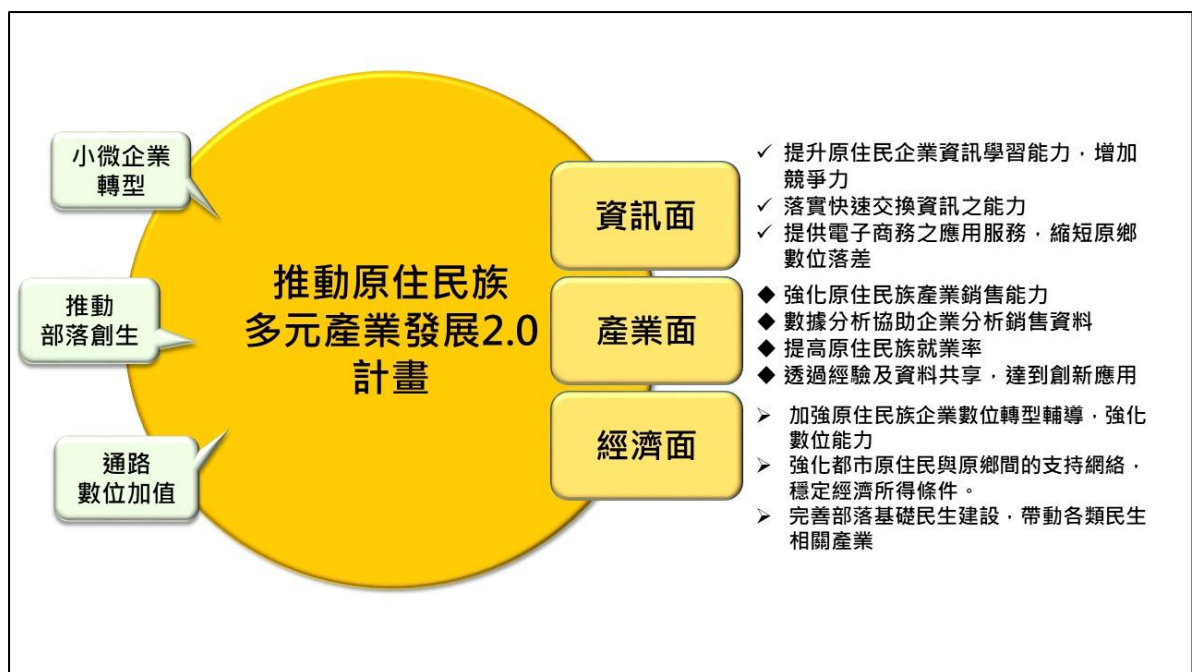 小微企業
轉型
推動
部落創生
通路
數位加值
推動原住民族
多元產業發展2.0
計畫
資訊面
✓ 提升原住民企業資訊學習能力，增加
競爭力
✓ 落實快速交換資訊之能力
✓ 提供電子商務之應用服務，縮短原鄉
數位落差
產業面
◆ 強化原住民族產業銷售能力
◆ 數據分析協助企業分析銷售資料
◆ 提高原住民族就業率
◆ 透過經驗及資料共享，達到創新應用
經濟面
➢ 加強原住民族企業數位轉型輔導，強化
數位能力
➢ 強化都市原住民與原鄉間的支持網絡，
穩定經濟所得條件。
➢ 完善部落基礎民生建設，帶動各類民生
相關產業